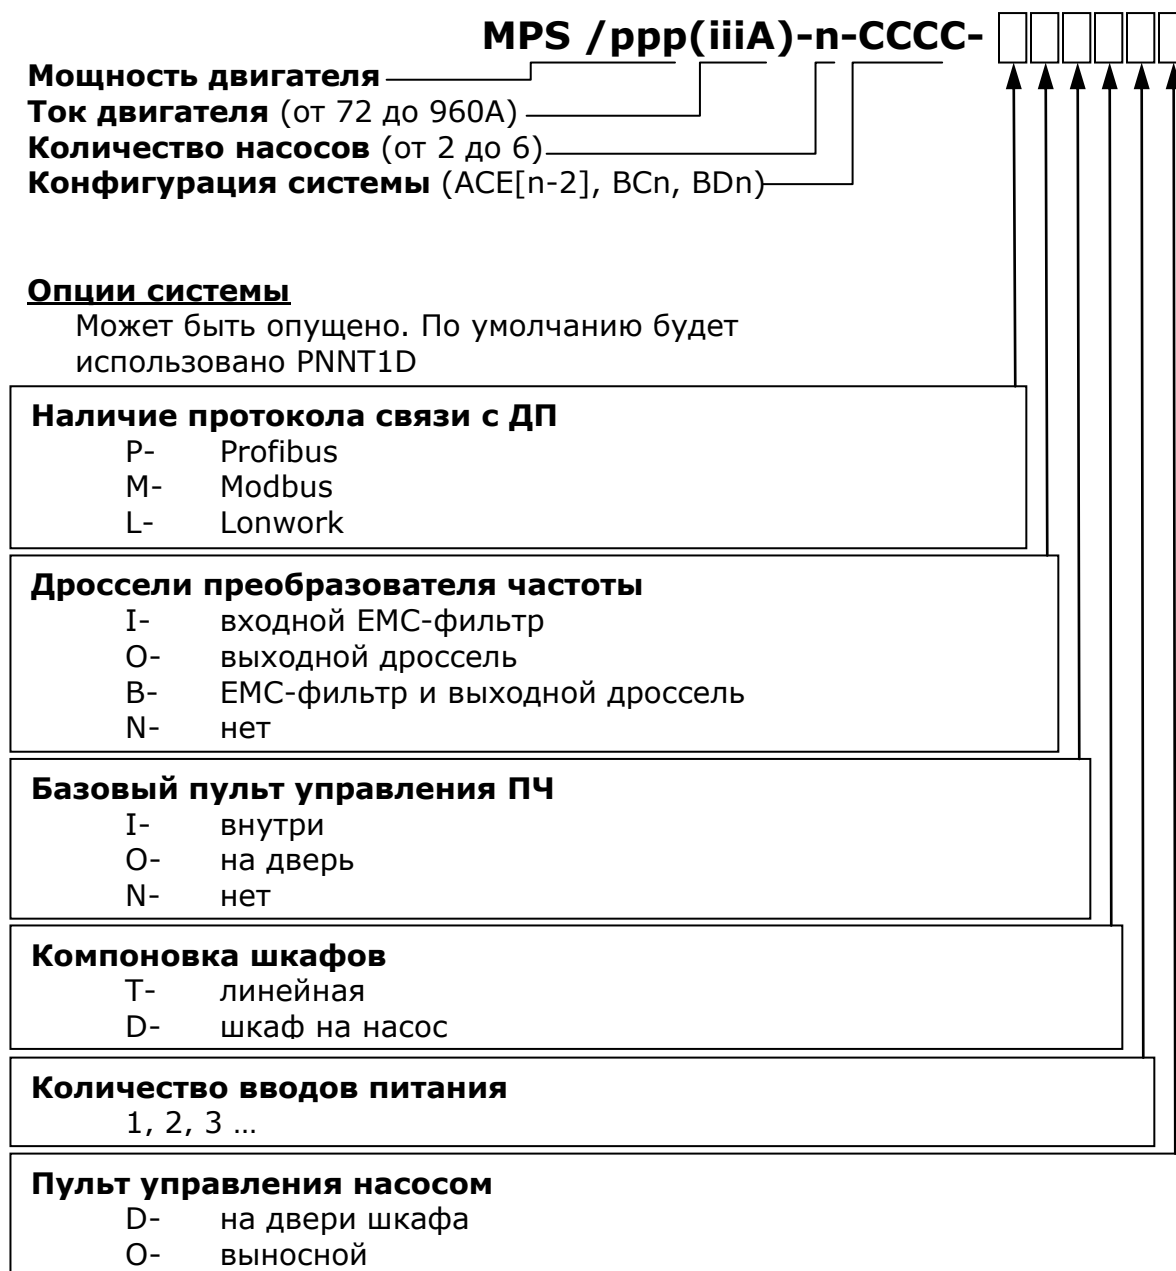 MPS /ppp(iiiA)-n-CCCC-
Мощность двигателя
Ток двигателя (от 72 до 960А)
Количество насосов (от 2 до 6)
Конфигурация системы (ACE[n-2], BCn, BDn)
Опции системы
Может быть опущено. По умолчанию будет
использовано PNNT1D
Наличие протокола связи с ДП
P- Profibus
M- Modbus
L- Lonwork
Дроссели преобразователя частоты
I- входной ЕМС-фильтр
O- выходной дроссель
B- ЕМС-фильтр и выходной дроссель
N- нет
Базовый пульт управления ПЧ
I- внутри
O- на дверь
N- нет
Компоновка шкафов
T- линейная
D- шкаф на насос
Количество вводов питания
1, 2, 3 …
Пульт управления насосом
D- на двери шкафа
O- выносной